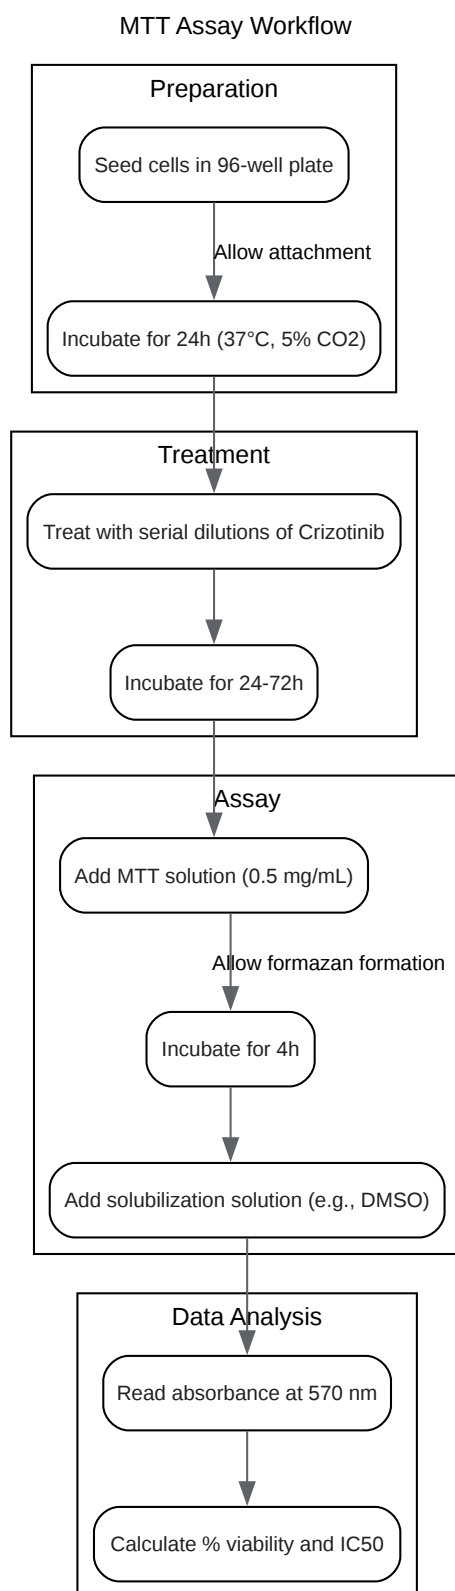 MTT Assay Workflow
Preparation
Seed cells in 96-well plate
Allow attachment
Incubate for 24h (37°C, 5% CO2)
Treatment
Treat with serial dilutions of Crizotinib
Incubate for 24-72h
Assay
Add MTT solution (0.5 mg/mL)
Allow formazan formation
Incubate for 4h
Add solubilization solution (e.g., DMSO)
Data Analysis
Read absorbance at 570 nm
Calculate % viability and IC50